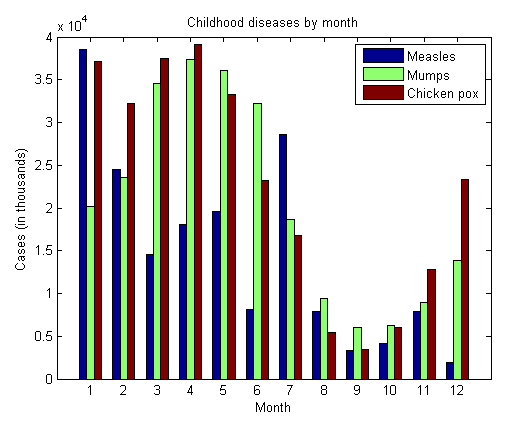 Childhood diseases by month
x 10^4
4
3.5
3
2.5
2
1.5
1
0.5
0
Cases (in thousands)
Measles
Mumps
Chicken pox
1 2 3 4 5 6 7 8 9 10 11 12
Month